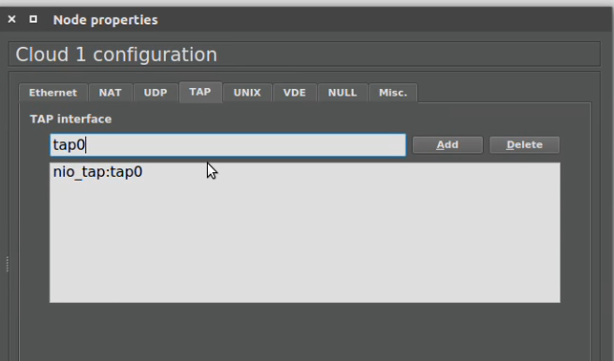 Node properties
Cloud 1 configuration
Ethernet NAT UDP TAP UNIX VDE NULL Misc.
TAP interface
tap0 Add Delete
nio_tap:tap0